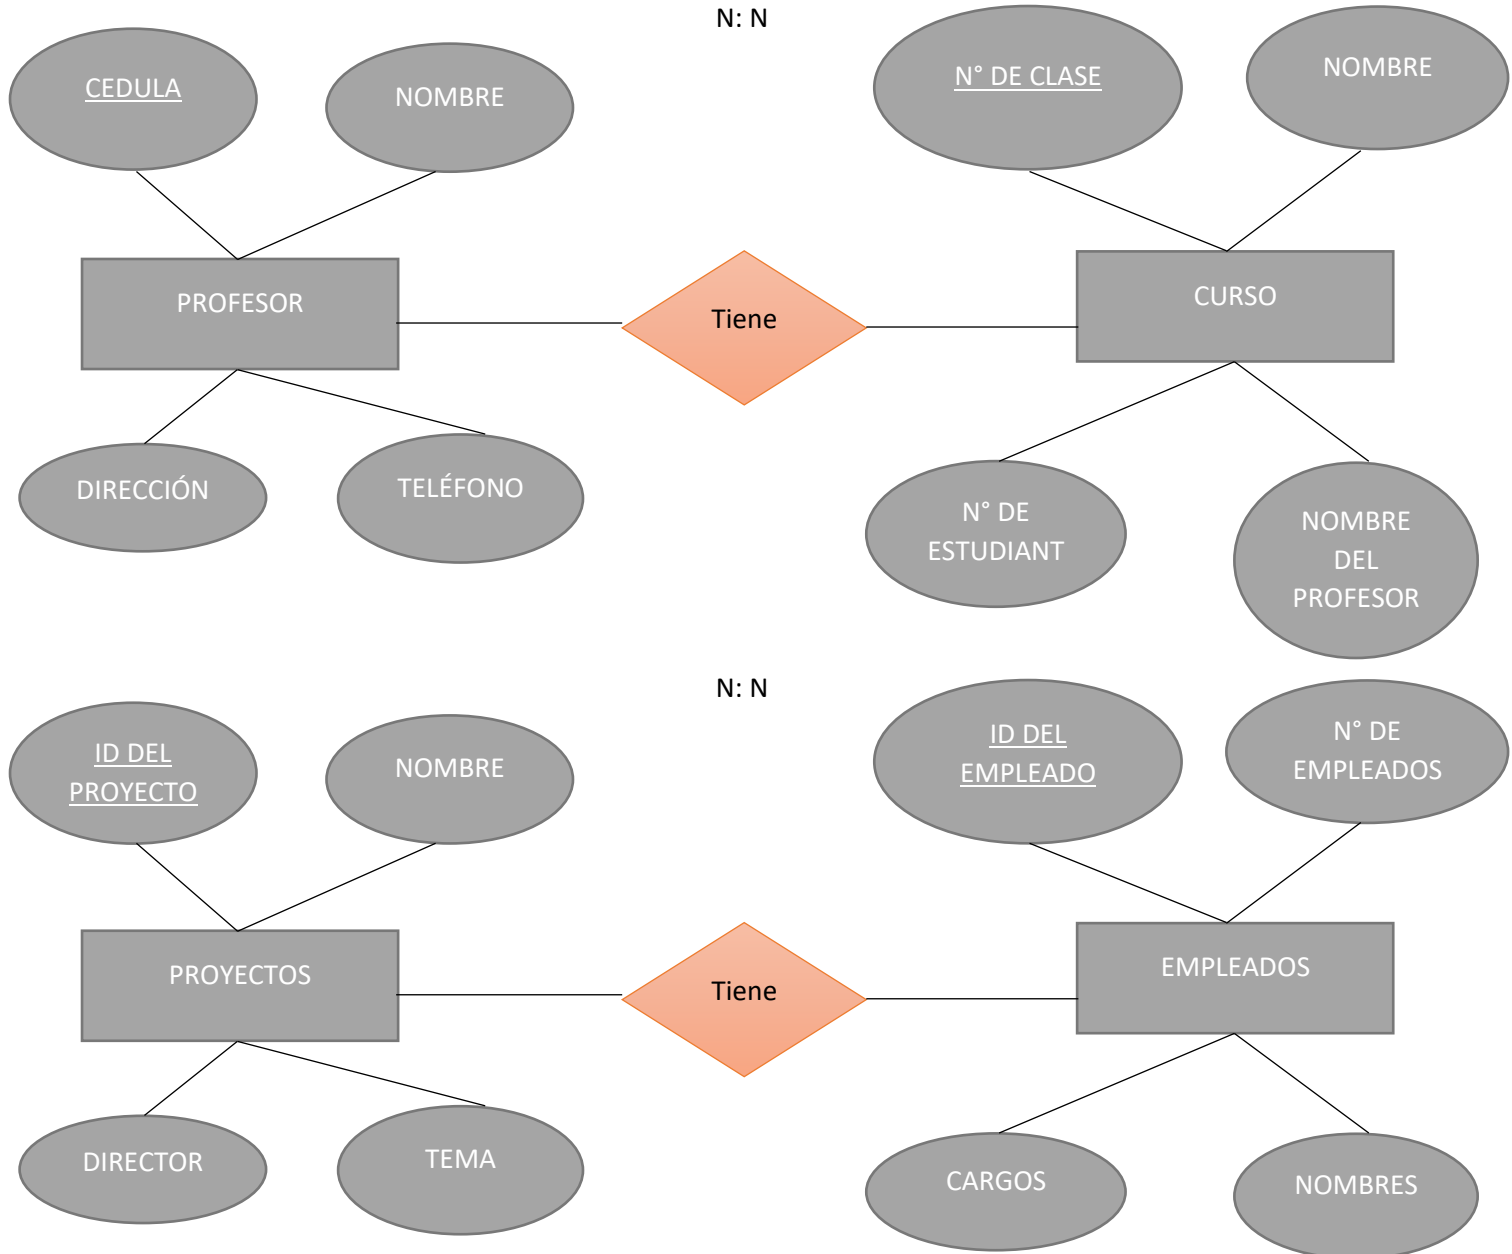 N: N
CEDULA
NOMBRE
N° DE CLASE
NOMBRE
PROFESOR
Tiene
CURSO
DIRECCIÓN
TELÉFONO
N° DE
ESTUDIANT
NOMBRE
DEL
PROFESOR
N: N
ID DEL
PROYECTO
NOMBRE
ID DEL
EMPLEADO
N° DE
EMPLEADOS
PROYECTOS
Tiene
EMPLEADOS
DIRECTOR
TEMA
CARGOS
NOMBRES